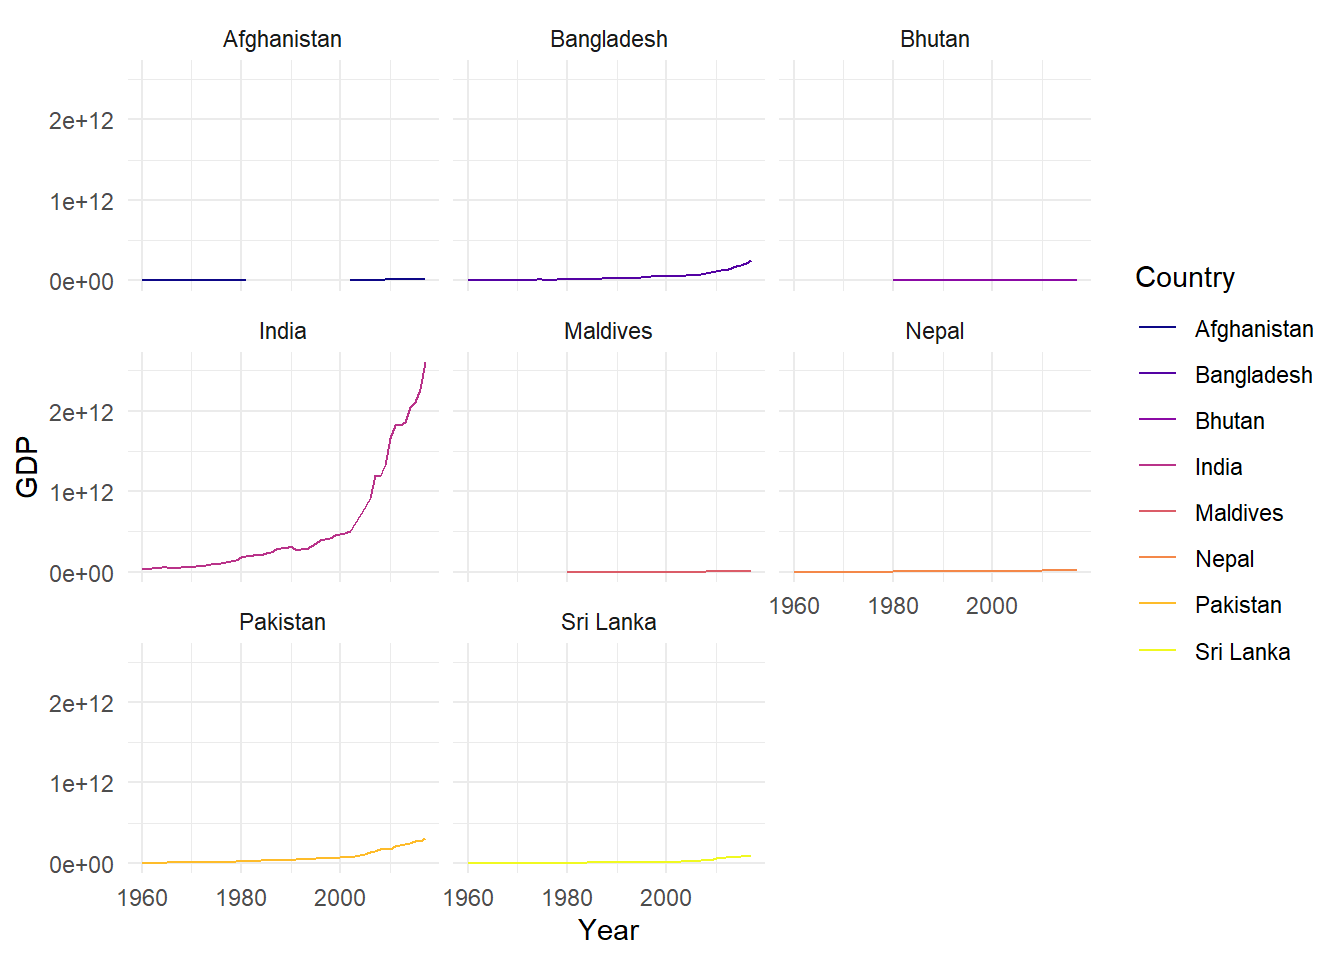 Afghanistan Bangladesh Bhutan
2e+12
1e+12
0e+00
India Maldives Nepal
2e+12
1e+12
0e+00
1960 1980 2000
Pakistan Sri Lanka
2e+12
1e+12
0e+00
1960 1980 2000 1960 1980 2000
Year
GDP
Country
Afghanistan
Bangladesh
Bhutan
India
Maldives
Nepal
Pakistan
Sri Lanka